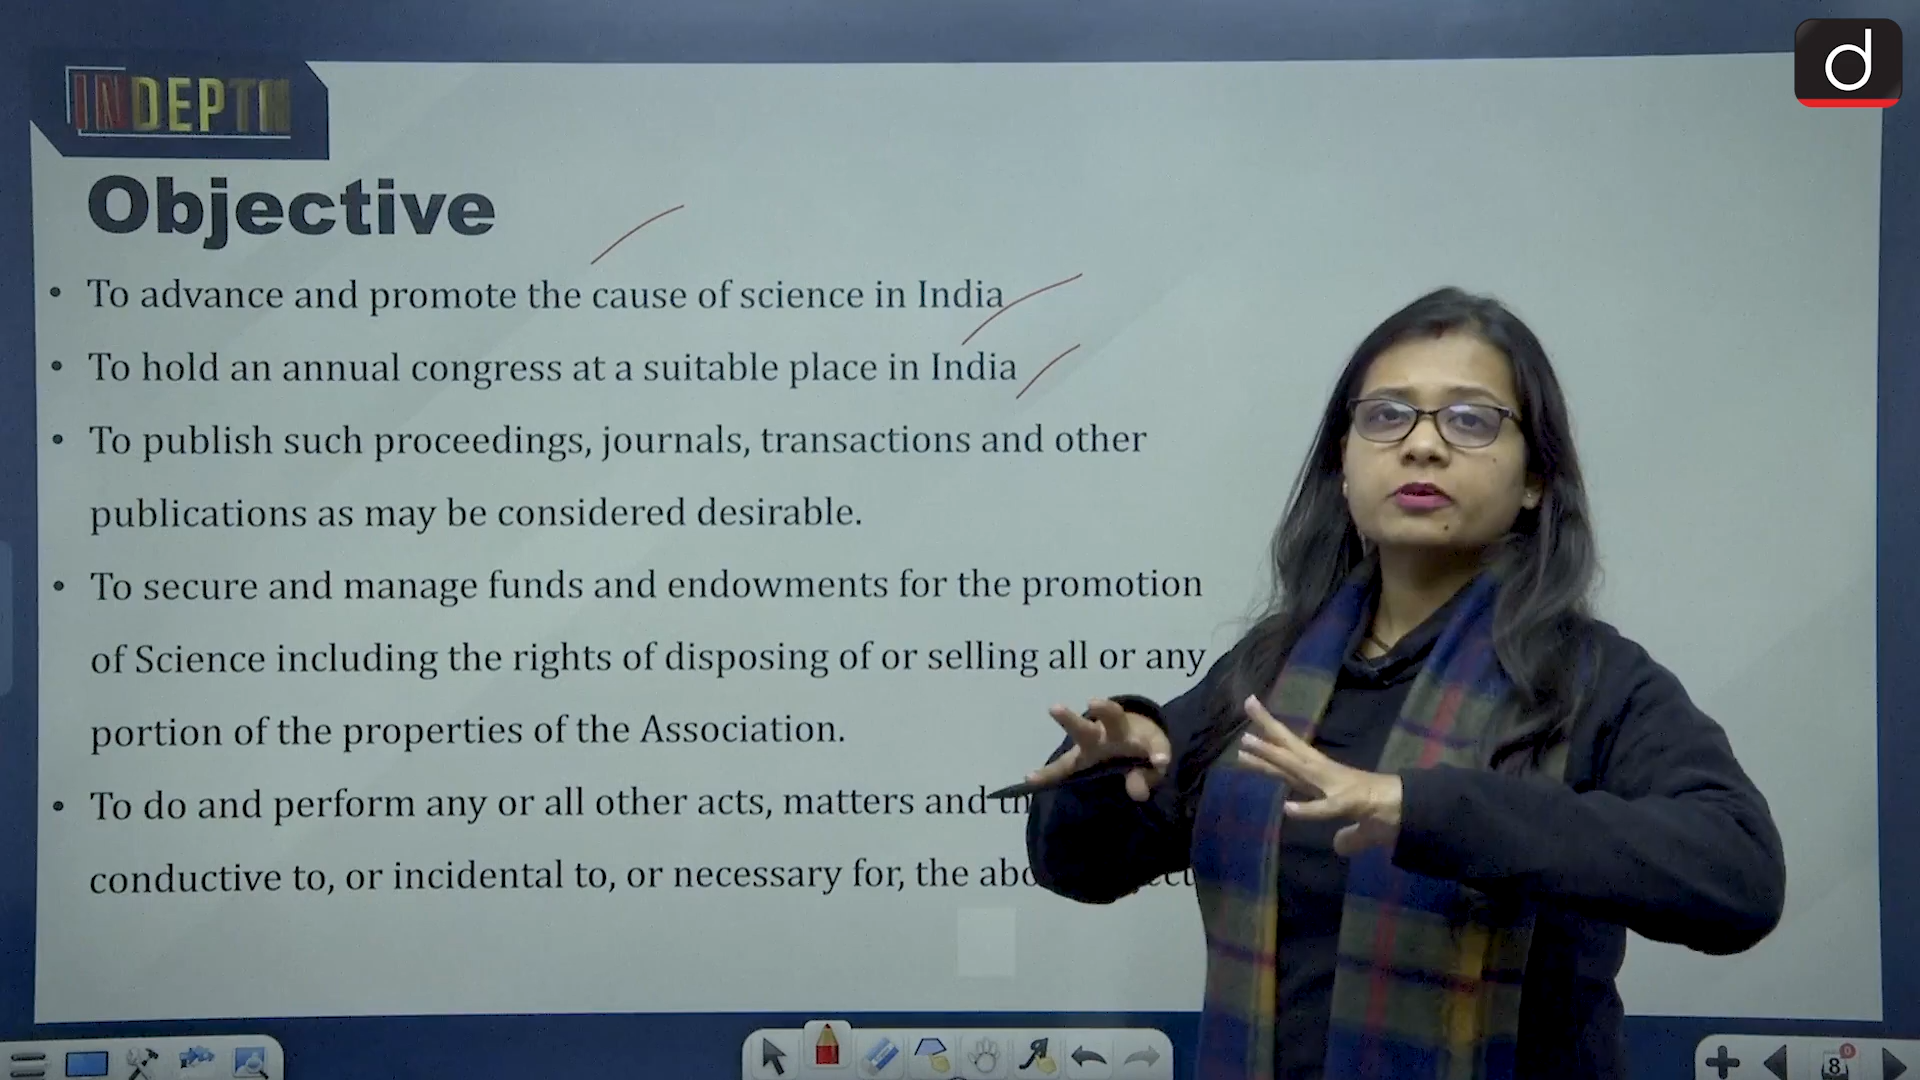 d
INDEPTH
Objective
• To advance and promote the cause of science in India
• To hold an annual congress at a suitable place in India
• To publish such proceedings, journals, transactions and other
publications as may be considered desirable.
• To secure and manage funds and endowments for the promotion
of Science including the rights of disposing of or selling all or any
portion of the properties of the Association.
• To do and perform any or all other acts, matters and
conductive to, or incidental to, or necessary for, the
8
0